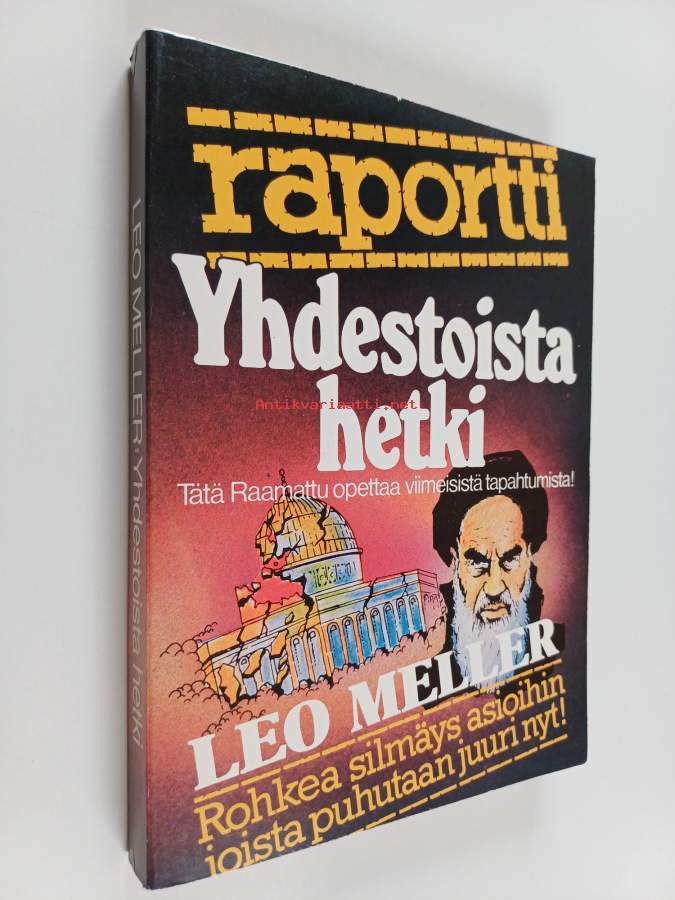 raportti
Yhdestoista
hetki
Antikvariaatti.net
Tätä Raamattu opettaa viimeisistä tapahtumista!
LEO MELLER
Rohkea silmäys asioihin
joista puhutaan juuri nyt!
LEO MELLER: Yhdestoista hetki